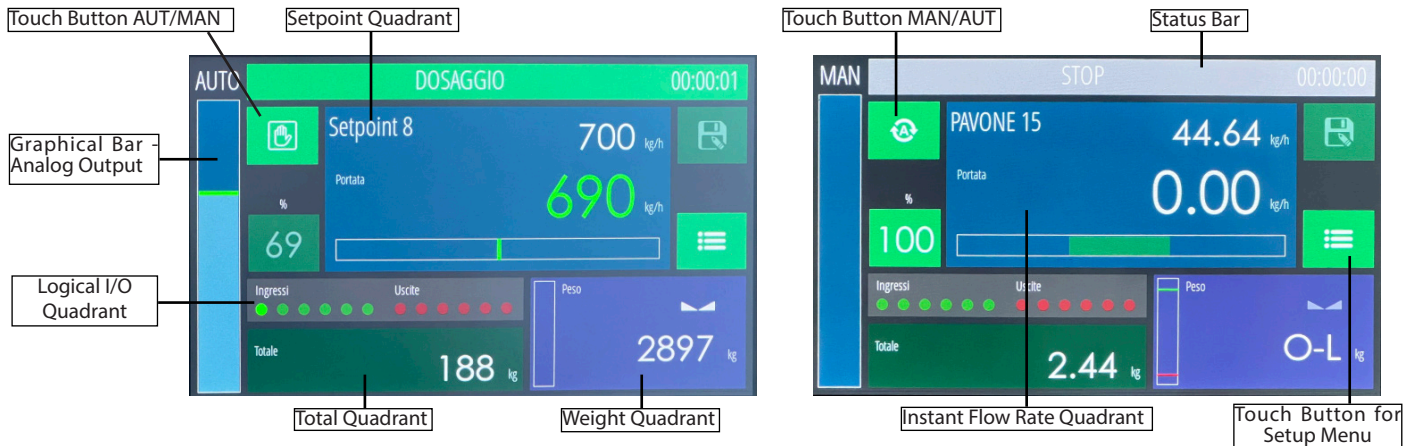 Touch Button AUT/MAN
Setpoint Quadrant
Touch Button MAN/AUT
Status Bar
AUTO
DOSAGGIO
00:00:01
Setpoint 8
700 kg/h
Portata
690 kg/h
%
69
Ingressi
Uscite
Peso
Totale
188 kg
2897 kg
Graphical Bar -
Analog Output
Logical I/O
Quadrant
Total Quadrant
Weight Quadrant
MAN
STOP
00:00:00
A
PAVONE 15
44.64 kg/h
Portata
0.00 kg/h
%
100
Ingressi
Uscite
Peso
Totale
2.44 kg
O-L kg
Instant Flow Rate Quadrant
Touch Button for
Setup Menu